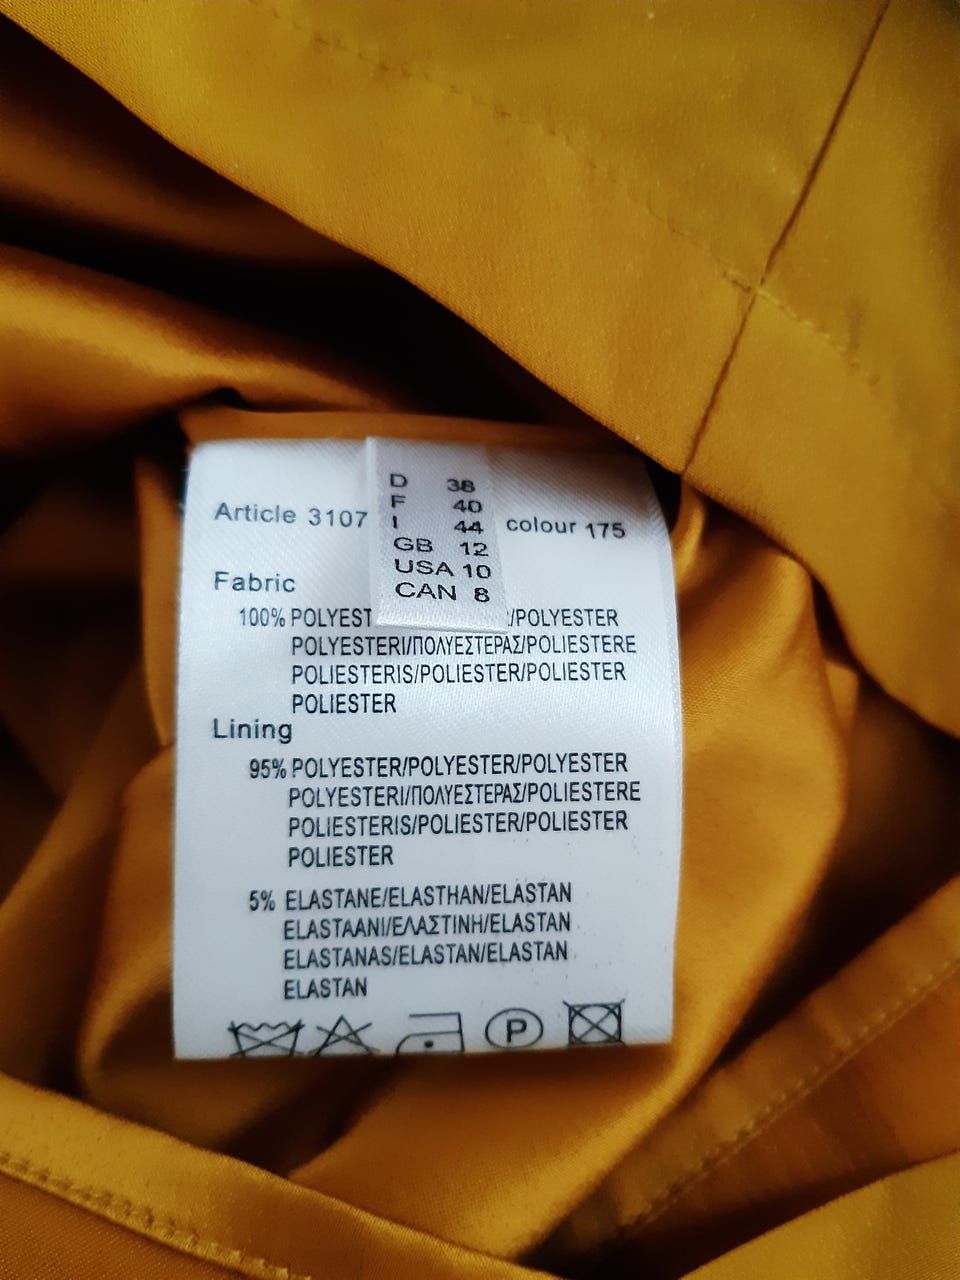 D 38
F 40
I 44
GB 12
USA 10
CAN 8
Article 3107 colour 175
Fabric
100% POLYEST /POLYESTER
POLYESTERI/ΠΟΛΥΕΣΤΕΡΑΣ/POLIESTERE
POLIESTERIS/POLIESTER/POLIESTER
POLIESTER
Lining
95% POLYESTER/POLYESTER/POLYESTER
POLYESTERI/ΠΟΛΥΕΣΤΕΡΑΣ/POLIESTERE
POLIESTERIS/POLIESTER/POLIESTER
POLIESTER
5% ELASTANE/ELASTHAN/ELASTAN
ELASTAANI/ΕΛΑΣΤΙΝΗ/ELASTAN
ELASTANAS/ELASTAN/ELASTAN
ELASTAN
P